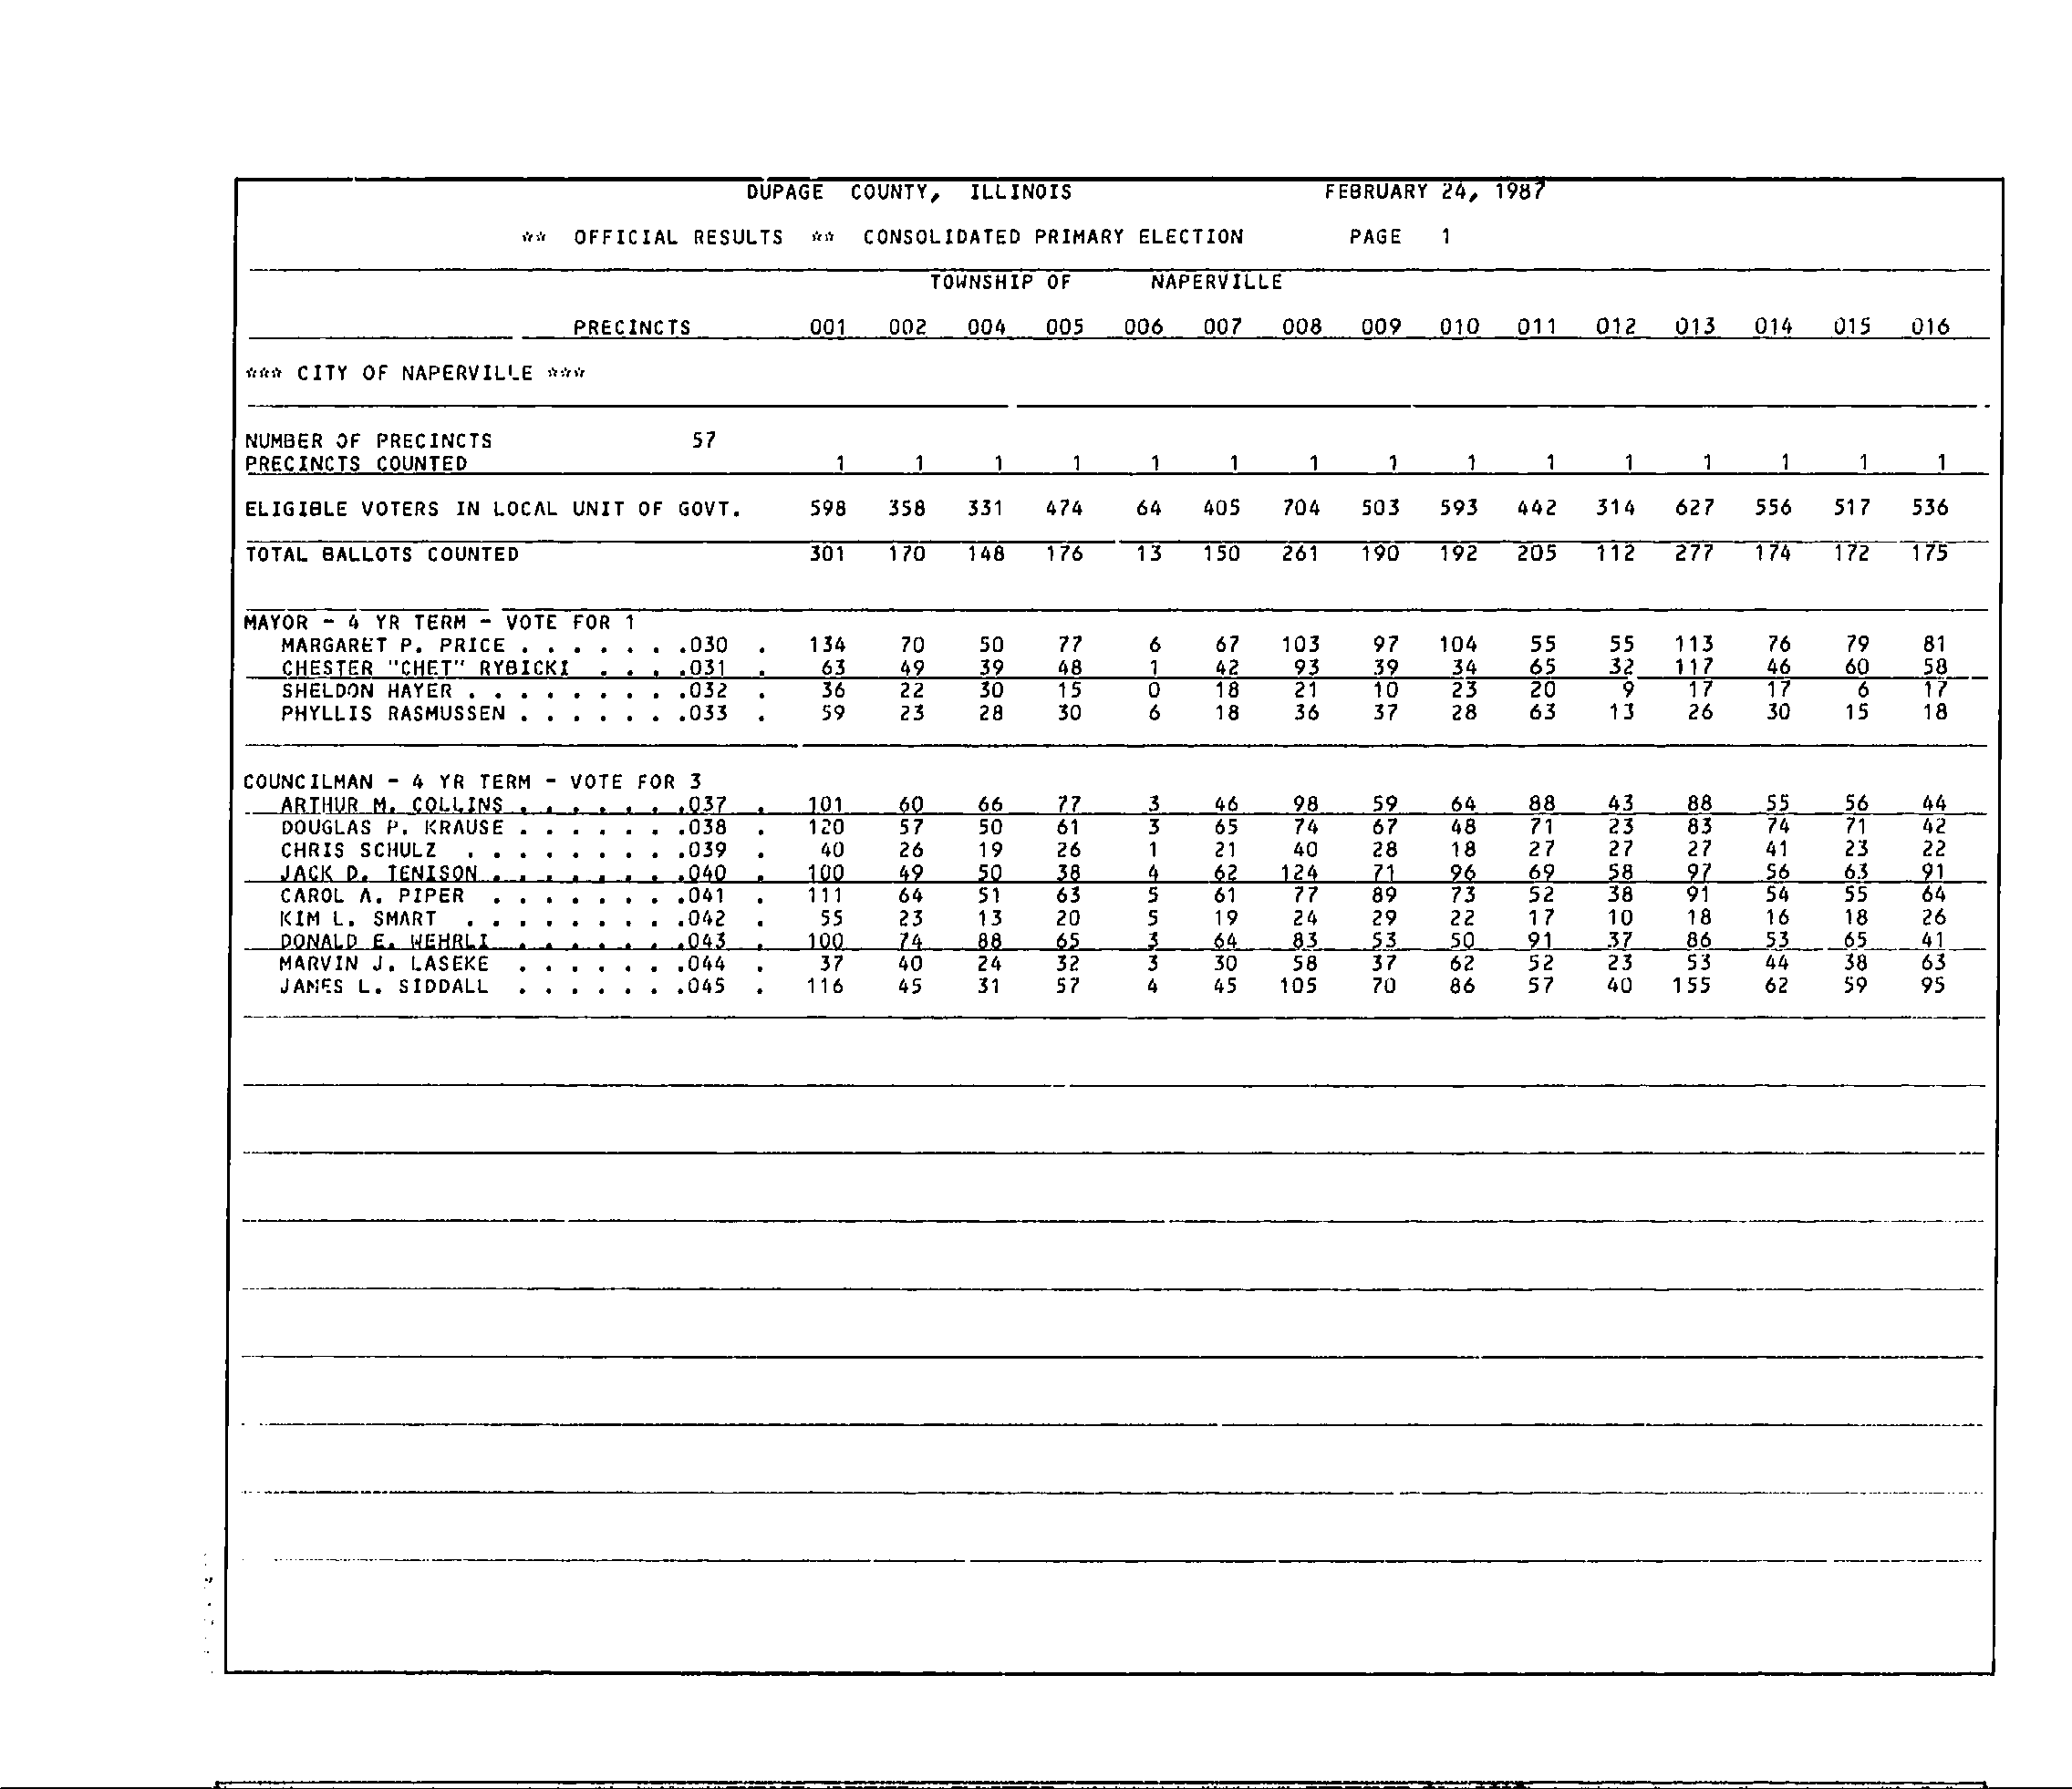 DUPAGE COUNTY, ILLINOIS FEBRUARY 24, 1987
** OFFICIAL RESULTS ** CONSOLIDATED PRIMARY ELECTION PAGE 1
TOWNSHIP OF NAPERVILLE
PRECINCTS 001 002 004 005 006 007 008 009 010 011 012 013 014 015 016
*** CITY OF NAPERVILLE ***
NUMBER OF PRECINCTS 57
PRECINCTS COUNTED 1 1 1 1 1 1 1 1 1 1 1 1 1 1 1
ELIGIBLE VOTERS IN LOCAL UNIT OF GOVT. 598 358 331 474 64 405 704 503 593 442 314 627 556 517 536
TOTAL BALLOTS COUNTED 301 170 148 176 13 150 261 190 192 205 112 277 174 172 175
MAYOR - 4 YR TERM - VOTE FOR 1
MARGARET P. PRICE . . . . . . .030 . 134 70 50 77 6 67 103 97 104 55 55 113 76 79 81
CHESTER "CHET" RYBICKI . . . .031 . 63 49 39 48 1 42 93 39 34 65 32 117 46 60 58
SHELDON HAYER . . . . . . . . .032 . 36 22 30 15 0 18 21 10 23 20 9 17 17 6 17
PHYLLIS RASMUSSEN . . . . . . .033 . 59 23 28 30 6 18 36 37 28 63 13 26 30 15 18
COUNCILMAN - 4 YR TERM - VOTE FOR 3
ARTHUR M. COLLINS . . . . . . .037 . 101 60 66 77 3 46 98 59 64 88 43 88 55 56 44
DOUGLAS P. KRAUSE . . . . . . .038 . 120 57 50 61 3 65 74 67 48 71 23 83 74 71 42
CHRIS SCHULZ . . . . . . . . .039 . 40 26 19 26 1 21 40 28 18 27 27 27 41 23 22
JACK D. TENISON . . . . . . . .040 . 100 49 50 38 4 62 124 71 96 69 58 97 56 63 91
CAROL A. PIPER . . . . . . . .041 . 111 64 51 63 5 61 77 89 73 52 38 91 54 55 64
KIM L. SMART . . . . . . . . .042 . 55 23 13 20 5 19 24 29 22 17 10 18 16 18 26
DONALD E. WEHRLI . . . . . . .043 . 100 74 88 65 3 64 83 53 50 91 37 86 53 65 41
MARVIN J. LASEKE . . . . . . .044 . 37 40 24 32 3 30 58 37 62 52 23 53 44 38 63
JAMES L. SIDDALL . . . . . . .045 . 116 45 31 57 4 45 105 70 86 57 40 155 62 59 95